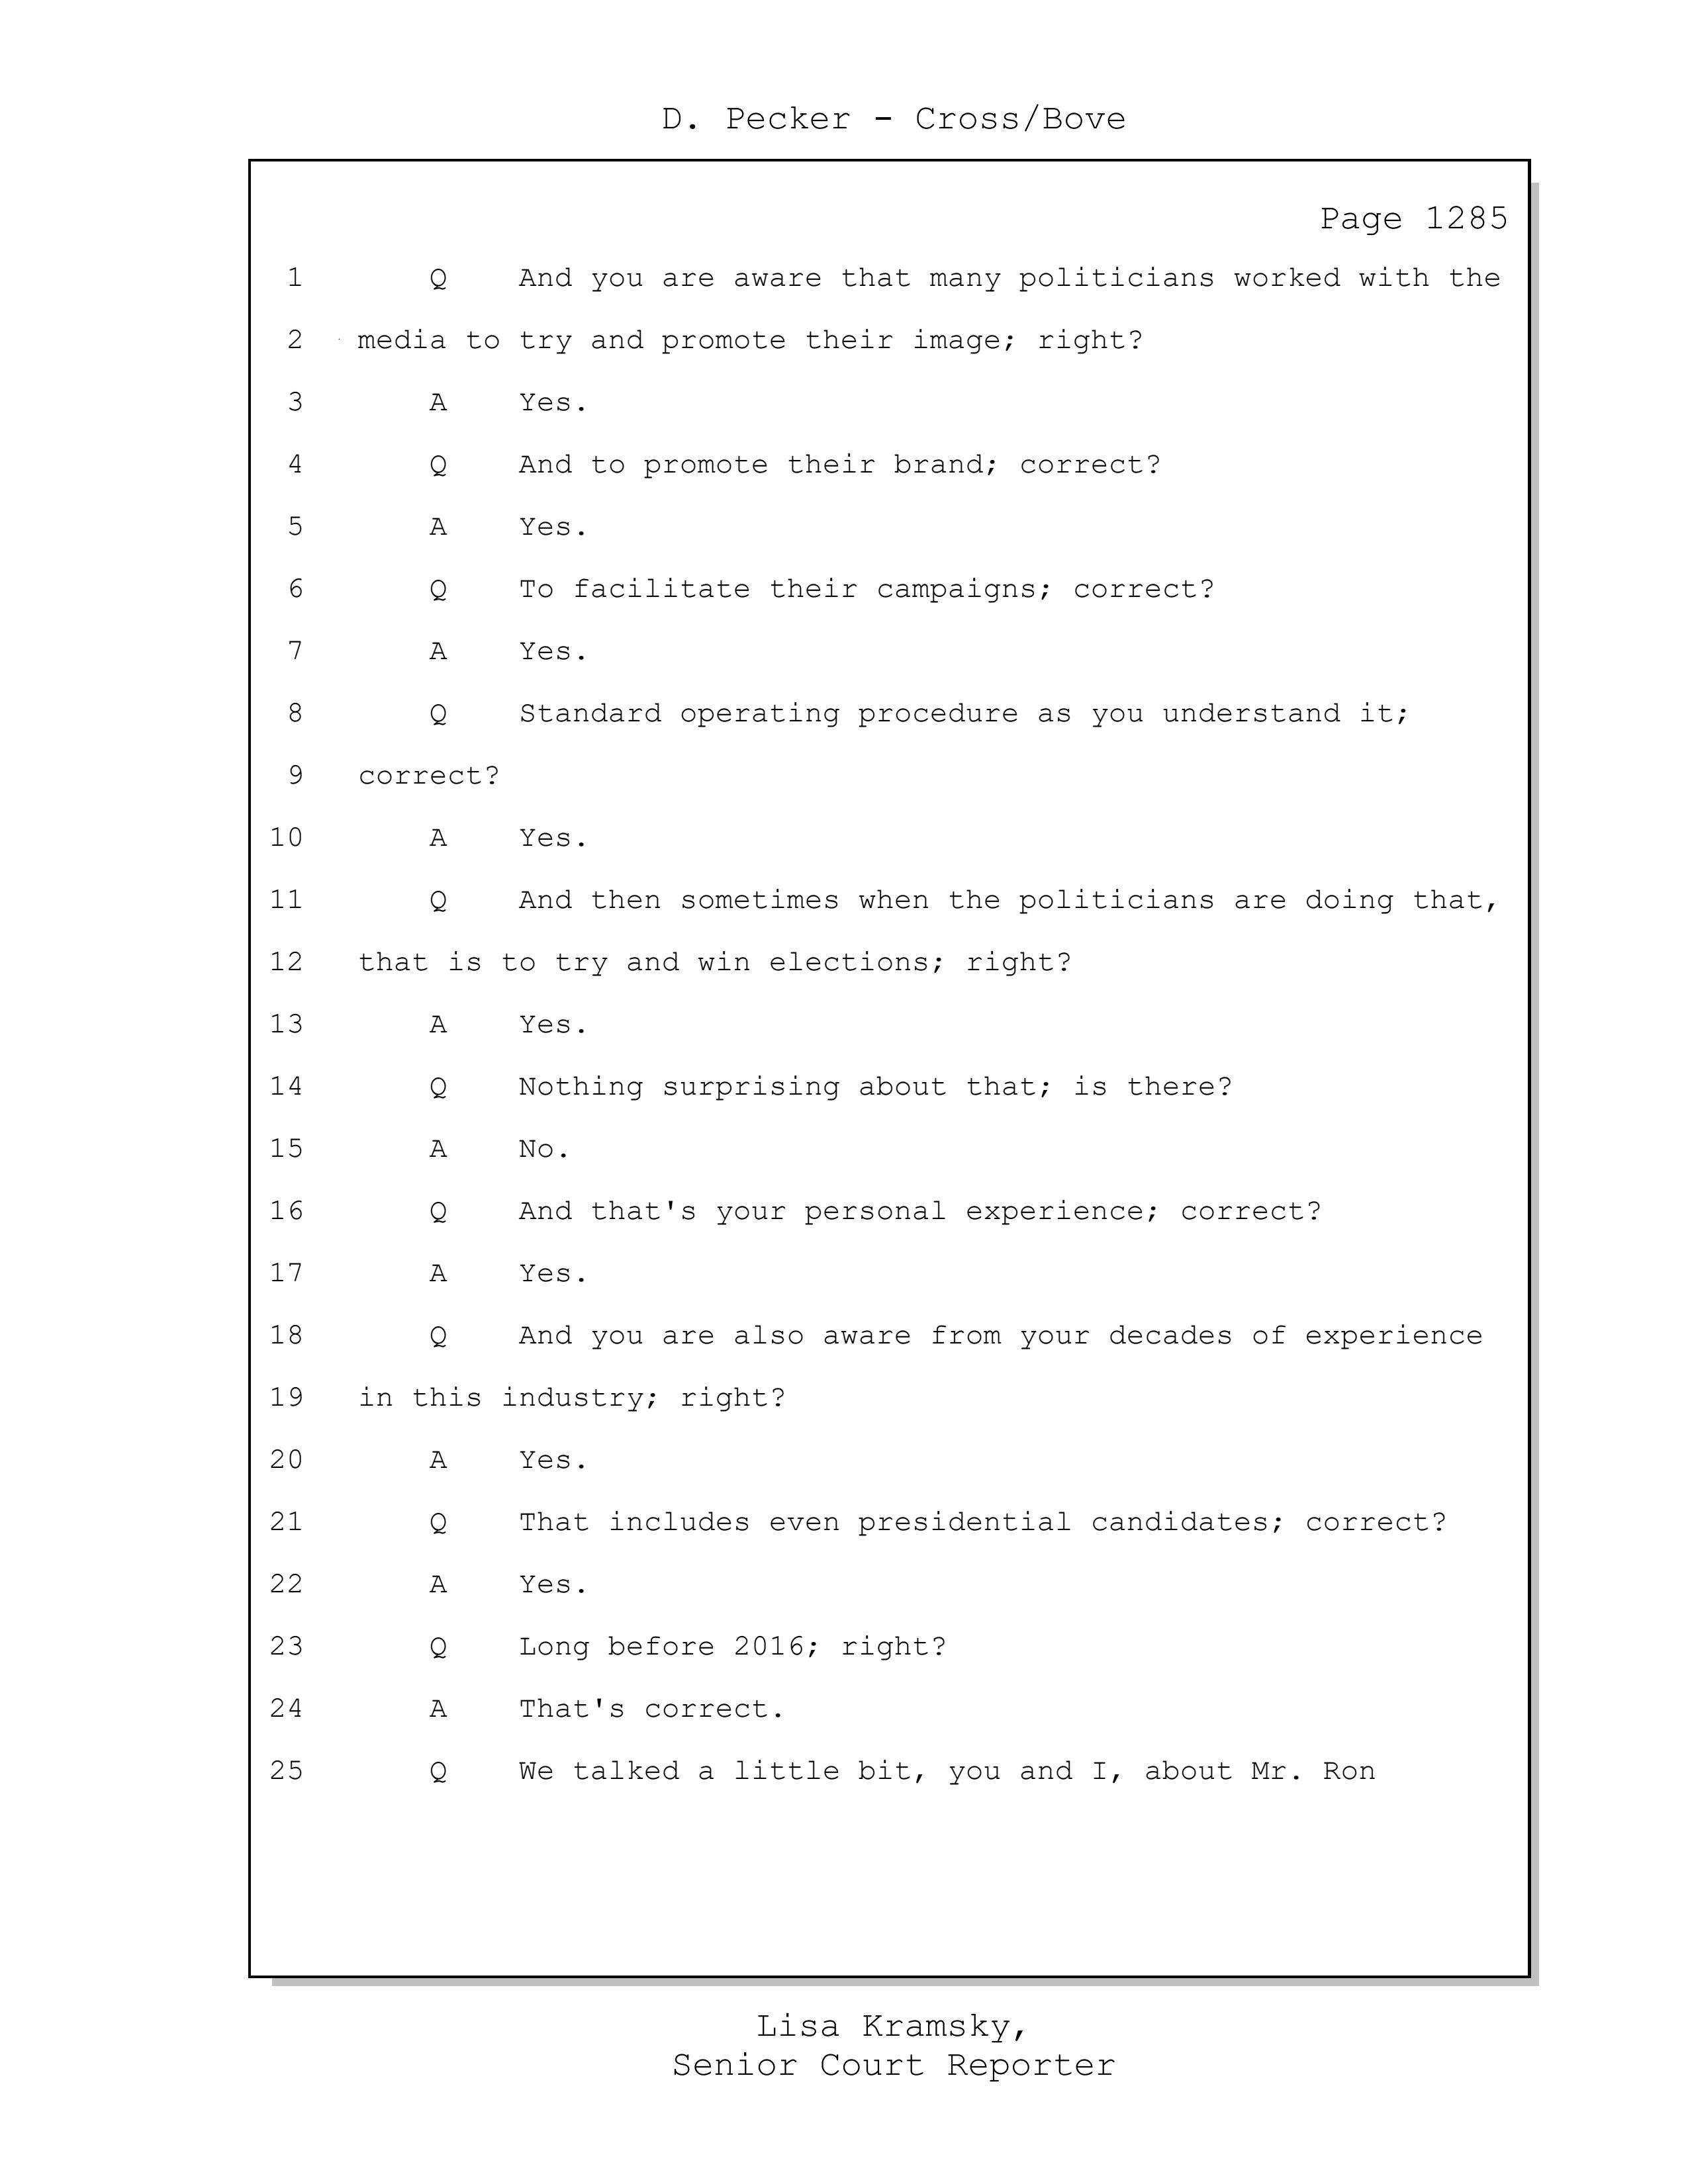 D. Pecker - Cross/Bove
Page 1285
1 Q And you are aware that many politicians worked with the
2 media to try and promote their image; right?
3 A Yes.
4 Q And to promote their brand; correct?
5 A Yes.
6 Q To facilitate their campaigns; correct?
7 A Yes.
8 Q Standard operating procedure as you understand it;
9 correct?
10 A Yes.
11 Q And then sometimes when the politicians are doing that,
12 that is to try and win elections; right?
13 A Yes.
14 Q Nothing surprising about that; is there?
15 A No.
16 Q And that's your personal experience; correct?
17 A Yes.
18 Q And you are also aware from your decades of experience
19 in this industry; right?
20 A Yes.
21 Q That includes even presidential candidates; correct?
22 A Yes.
23 Q Long before 2016; right?
24 A That's correct.
25 Q We talked a little bit, you and I, about Mr. Ron
Lisa Kramsky,
Senior Court Reporter